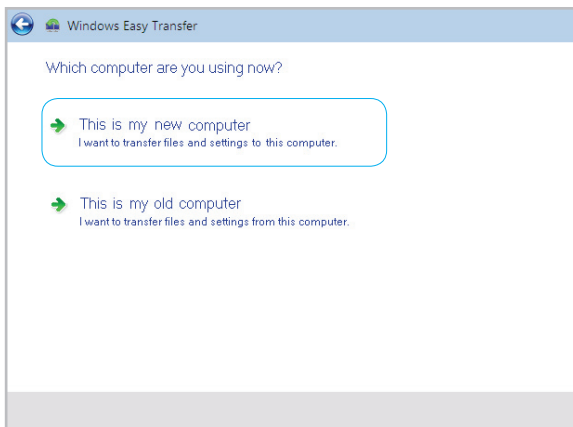 Windows Easy Transfer
Which computer are you using now?
This is my new computer
I want to transfer files and settings to this computer.
This is my old computer
I want to transfer files and settings from this computer.